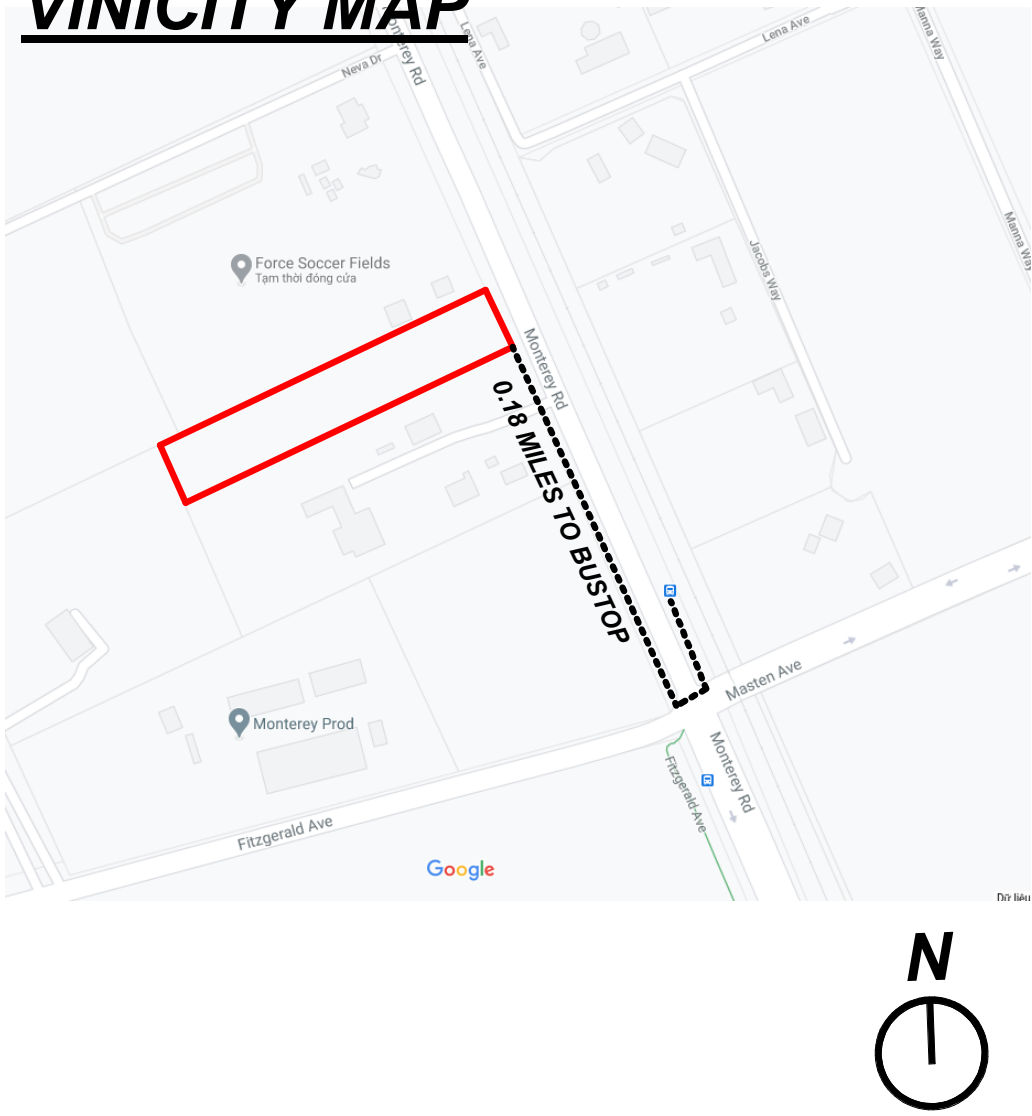 VINICITY MAP
Monterey Rd
Lena Ave
Lena Ave
Manna Way
Neva Dr
Force Soccer Fields
Tạm thời đóng cửa
Jacobs Way
Manna Way
Monterey Rd
0.18 MILES TO BUSTOP
Masten Ave
Monterey Prod
Monterey Rd
Fitzgerald Ave
Fitzgerald Ave
Google
Dữ liệu
N